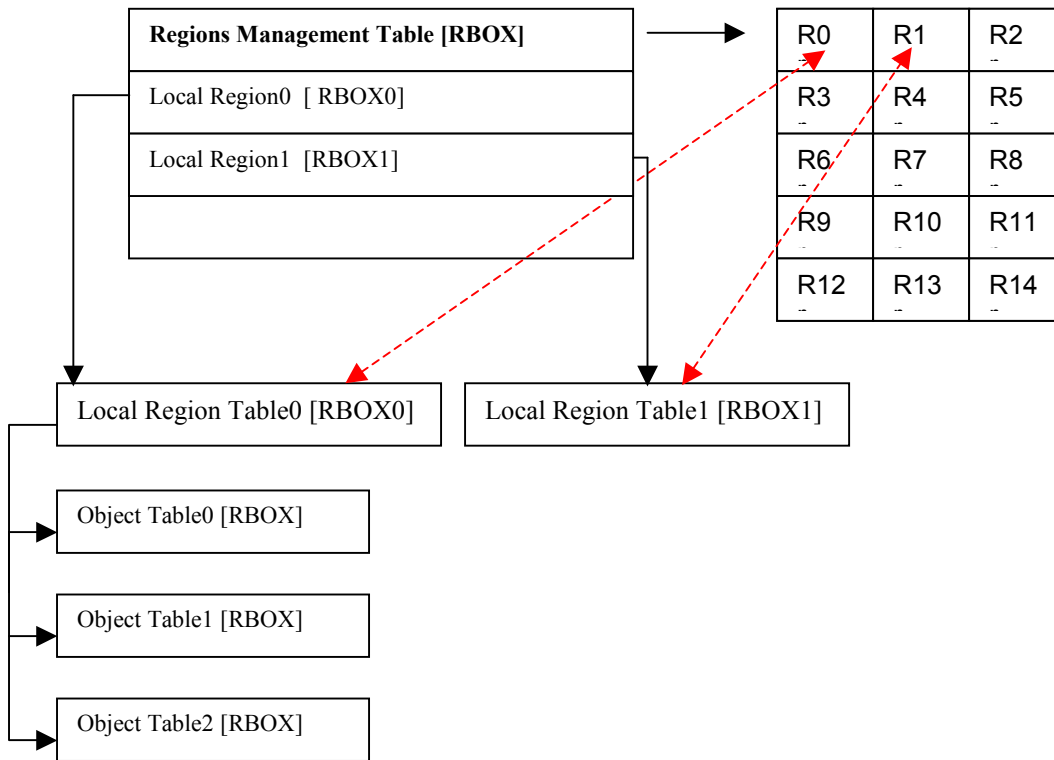 Regions Management Table [RBOX]
Local Region0 [ RBOX0]
Local Region1 [RBOX1]
R0 R1 R2
R3 R4 R5
R6 R7 R8
R9 R10 R11
R12 R13 R14
Local Region Table0 [RBOX0]
Local Region Table1 [RBOX1]
Object Table0 [RBOX]
Object Table1 [RBOX]
Object Table2 [RBOX]